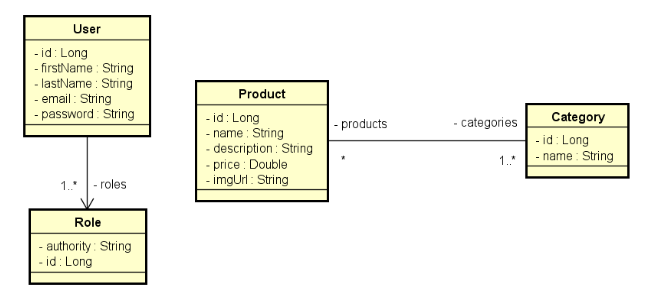 User
- id : Long
- firstName : String
- lastName : String
- email : String
- password : String
1..*
- roles
Role
- authority : String
- id : Long
Product
- id : Long
- name : String
- description : String
- price : Double
- imgUrl : String
- products
*
- categories
1..*
Category
- id : Long
- name : String